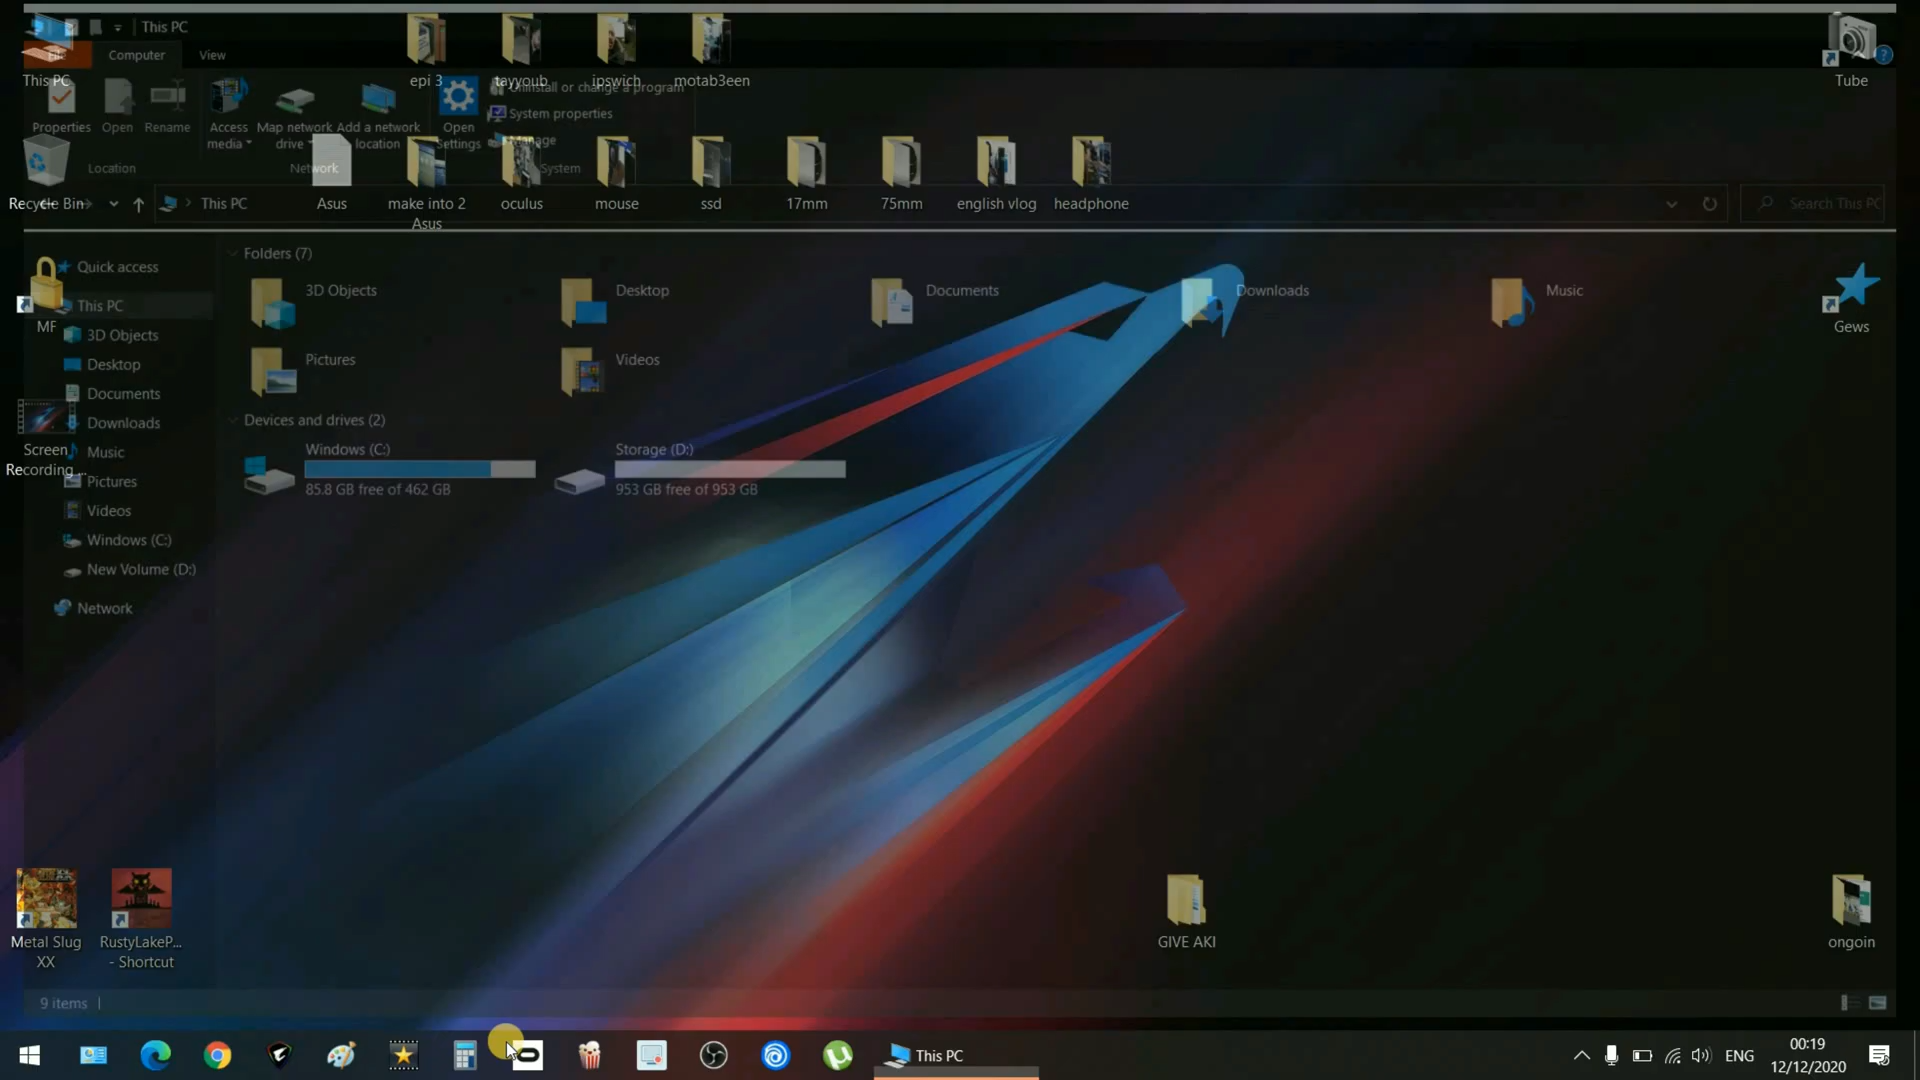 This PC
File
Computer
View
This PC
epi 3
tayyoub
ipswich
motab3een
Tube
Uninstall or change a program
System properties
Manage
Properties
Open
Rename
Access media
Map network drive
Add a network location
Open Settings
Location
Network
System
Recycle Bin
This PC
Asus
make into 2
Asus
oculus
mouse
ssd
17mm
75mm
english vlog
headphone
Search This PC
Quick access
This PC
3D Objects
Desktop
Documents
Downloads
Music
Pictures
Videos
Windows (C:)
New Volume (D:)
Network
MF
Screen
Recording ...
Folders (7)
3D Objects
Desktop
Documents
Downloads
Music
Pictures
Videos
Gews
Devices and drives (2)
Windows (C:)
85.8 GB free of 462 GB
Storage (D:)
953 GB free of 953 GB
Metal Slug
XX
RustyLakeP...
- Shortcut
GIVE AKI
ongoin
9 items
This PC
ENG
00:19
12/12/2020